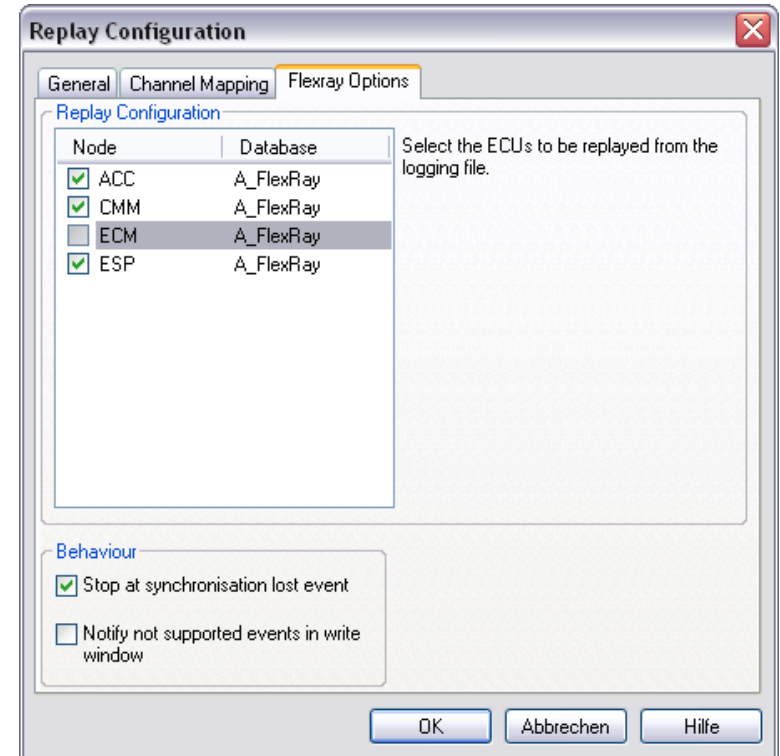 Replay Configuration
General Channel Mapping Flexray Options
Replay Configuration
Node Database
ACC A_FlexRay
CMM A_FlexRay
ECM A_FlexRay
ESP A_FlexRay
Select the ECUs to be replayed from the
logging file.
Behaviour
Stop at synchronisation lost event
Notify not supported events in write
window
OK Abbrechen Hilfe